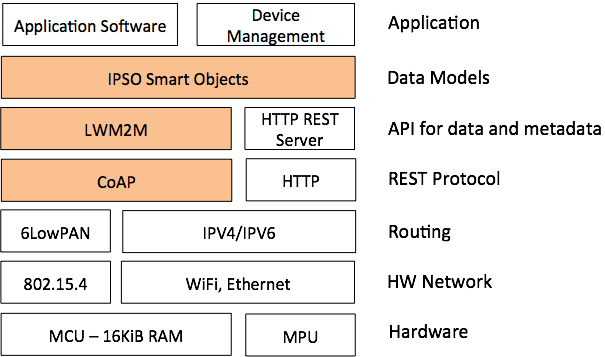 Application Software
Device
Management
Application
IPSO Smart Objects
Data Models
LWM2M
HTTP REST
Server
API for data and metadata
CoAP
HTTP
REST Protocol
6LowPAN
IPV4/IPV6
Routing
802.15.4
WiFi, Ethernet
HW Network
MCU – 16KiB RAM
MPU
Hardware